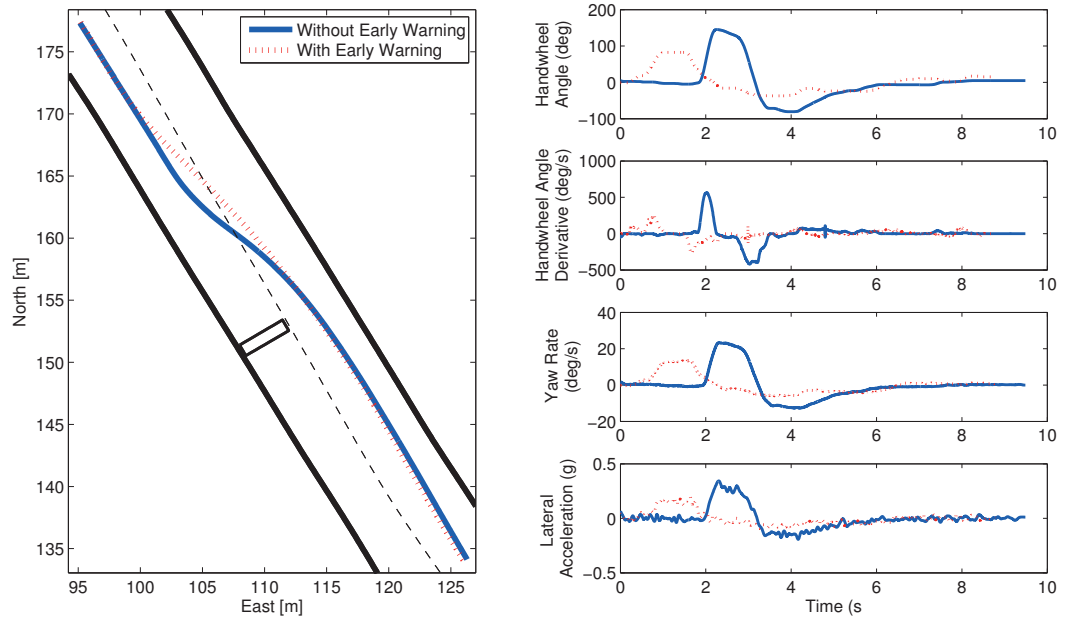 Without Early Warning
With Early Warning
175
170
165
160
155
150
145
140
135
North [m]
95 100 105 110 115 120 125
East [m]
200
100
0
−100
Handwheel
Angle (deg)
0 2 4 6 8 10
1000
500
0
−500
Handwheel Angle
Derivative (deg/s)
0 2 4 6 8 10
40
20
0
−20
Yaw Rate
(deg/s)
0 2 4 6 8 10
0.5
0
−0.5
Lateral
Acceleration (g)
0 2 4 6 8 10
Time (s